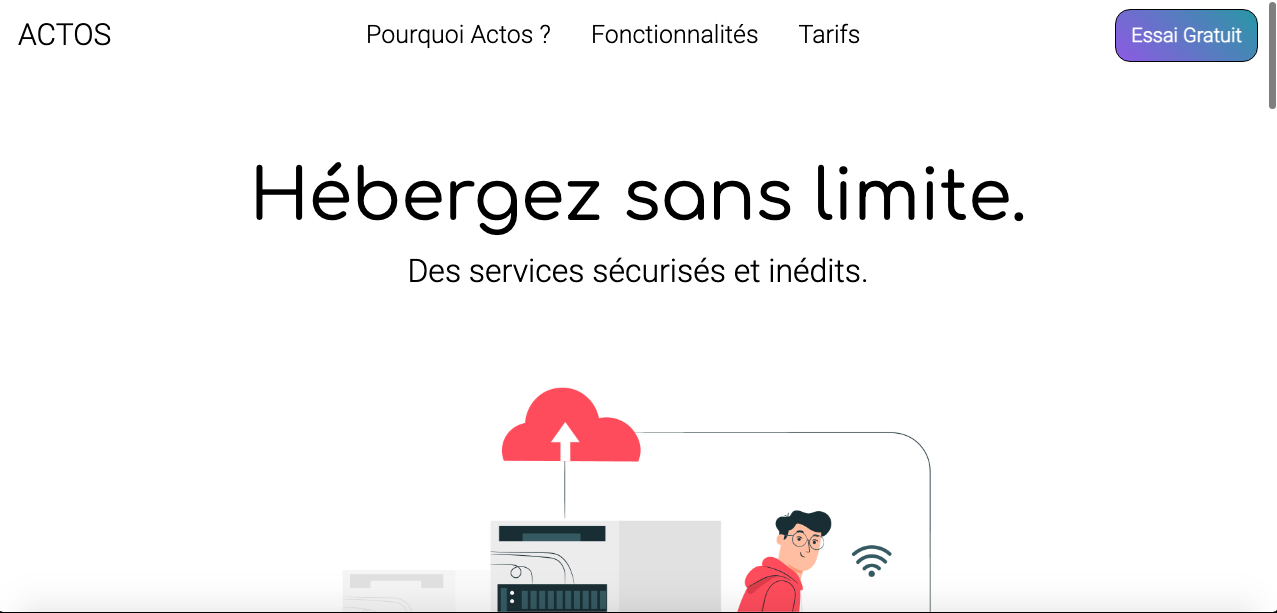 ACTOS
Pourquoi Actos ?
Fonctionnalités
Tarifs
Essai Gratuit
Hébergez sans limite.
Des services sécurisés et inédits.